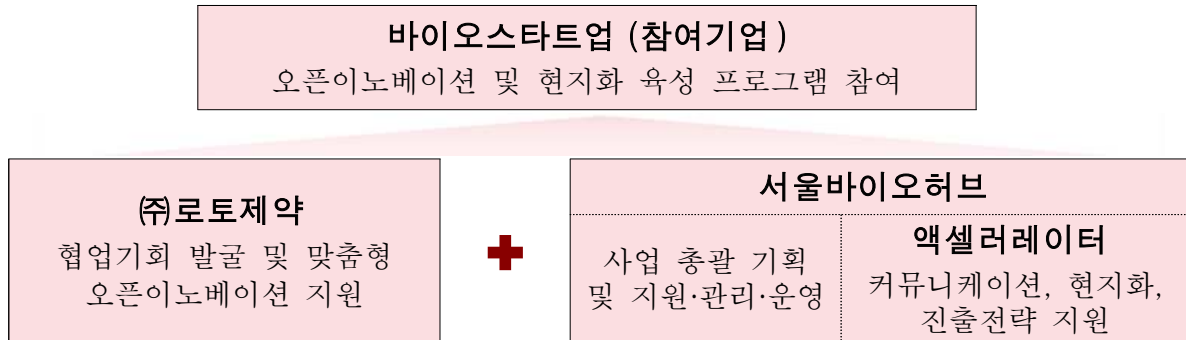 바이오스타트업 (참여기업)
오픈이노베이션 및 현지화 육성 프로그램 참여
㈜로토제약
협업기회 발굴 및 맞춤형
오픈이노베이션 지원
서울바이오허브
사업 총괄 기획
및 지원·관리·운영
액셀러레이터
커뮤니케이션, 현지화,
진출전략 지원